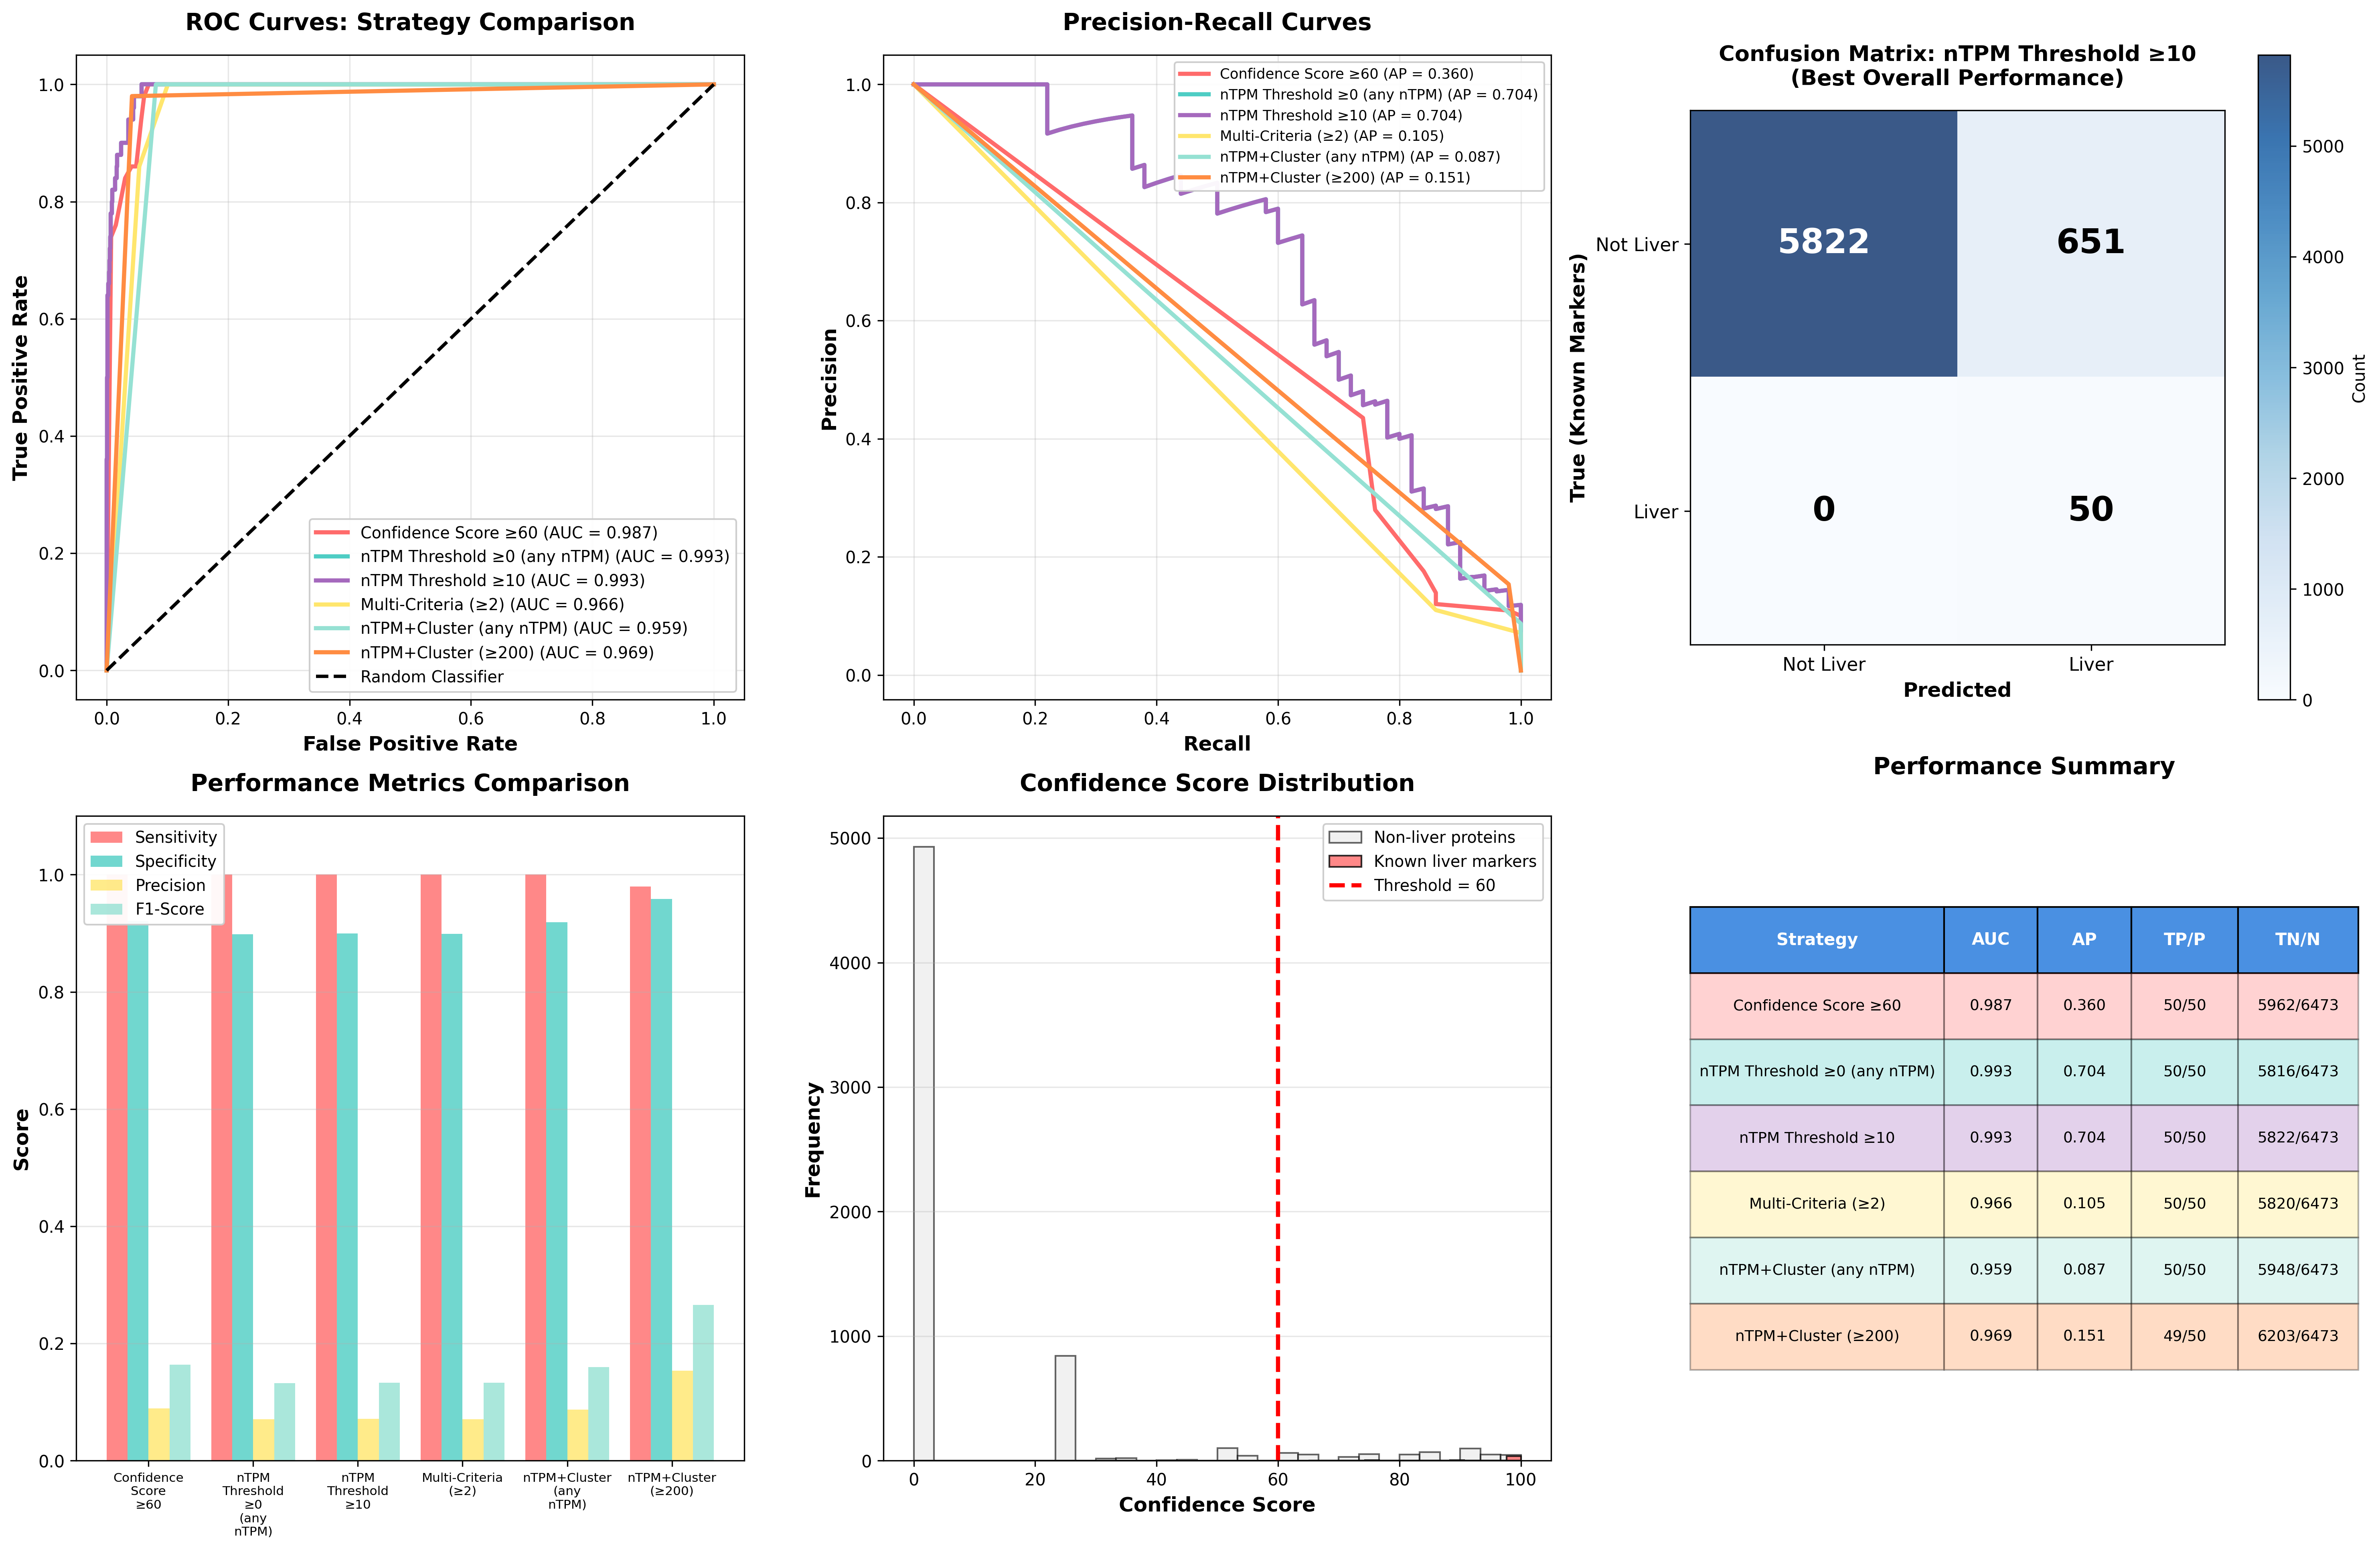 ROC Curves: Strategy Comparison
True Positive Rate
1.0
0.8
0.6
0.4
0.2
0.0
Confidence Score ≥60 (AUC = 0.987)
nTPM Threshold ≥0 (any nTPM) (AUC = 0.993)
nTPM Threshold ≥10 (AUC = 0.993)
Multi-Criteria (≥2) (AUC = 0.966)
nTPM+Cluster (any nTPM) (AUC = 0.959)
nTPM+Cluster (≥200) (AUC = 0.969)
Random Classifier
0.0 0.2 0.4 0.6 0.8 1.0
False Positive Rate
Precision-Recall Curves
Precision
1.0
0.8
0.6
0.4
0.2
0.0
Confidence Score ≥60 (AP = 0.360)
nTPM Threshold ≥0 (any nTPM) (AP = 0.704)
nTPM Threshold ≥10 (AP = 0.704)
Multi-Criteria (≥2) (AP = 0.105)
nTPM+Cluster (any nTPM) (AP = 0.087)
nTPM+Cluster (≥200) (AP = 0.151)
0.0 0.2 0.4 0.6 0.8 1.0
Recall
Confusion Matrix: nTPM Threshold ≥10
(Best Overall Performance)
True (Known Markers)
Not Liver 5822 651
Liver 0 50
Not Liver Liver
Predicted
5000
4000
3000
2000
1000
0
Count
Performance Metrics Comparison
Score
1.0
0.8
0.6
0.4
0.2
0.0
Sensitivity
Specificity
Precision
F1-Score
Confidence
Score
≥60
nTPM
Threshold
≥0
(any
nTPM)
nTPM
Threshold
≥10
Multi-Criteria
(≥2)
nTPM+Cluster
(any
nTPM)
nTPM+Cluster
(≥200)
Confidence Score Distribution
Frequency
5000
4000
3000
2000
1000
0
Non-liver proteins
Known liver markers
Threshold = 60
0 20 40 60 80 100
Confidence Score
Performance Summary
Strategy AUC AP TP/P TN/N
Confidence Score ≥60 0.987 0.360 50/50 5962/6473
nTPM Threshold ≥0 (any nTPM) 0.993 0.704 50/50 5816/6473
nTPM Threshold ≥10 0.993 0.704 50/50 5822/6473
Multi-Criteria (≥2) 0.966 0.105 50/50 5820/6473
nTPM+Cluster (any nTPM) 0.959 0.087 50/50 5948/6473
nTPM+Cluster (≥200) 0.969 0.151 49/50 6203/6473